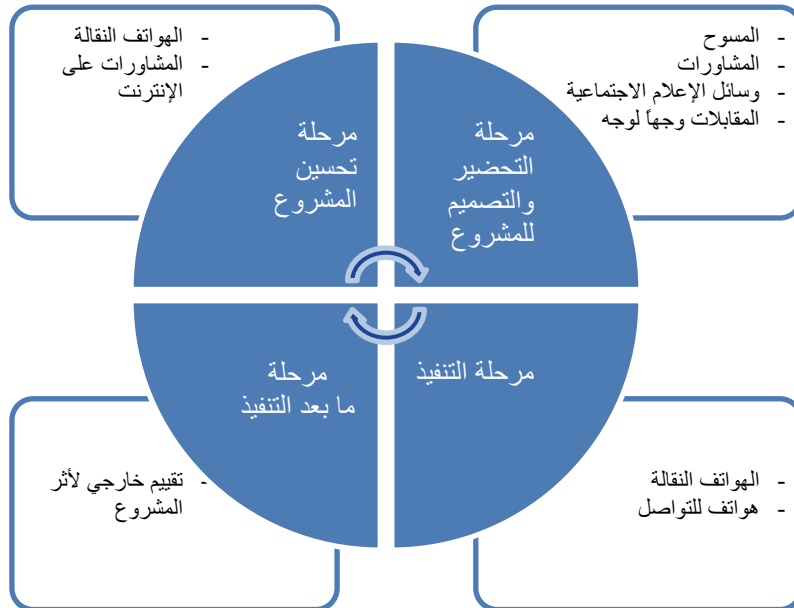 - المسوح
- المشاورات
- وسائل الإعلام الاجتماعية
- المقابلات وجهاً لوجه
مرحلة
التحضير
والتصميم
للمشروع
- الهواتف النقالة
- المشاورات على
الإنترنت
مرحلة
تحسين
المشروع
مرحلة التنفيذ
- الهواتف النقالة
- هواتف للتواصل
مرحلة
ما بعد التنفيذ
- تقييم خارجي لأثر
المشروع